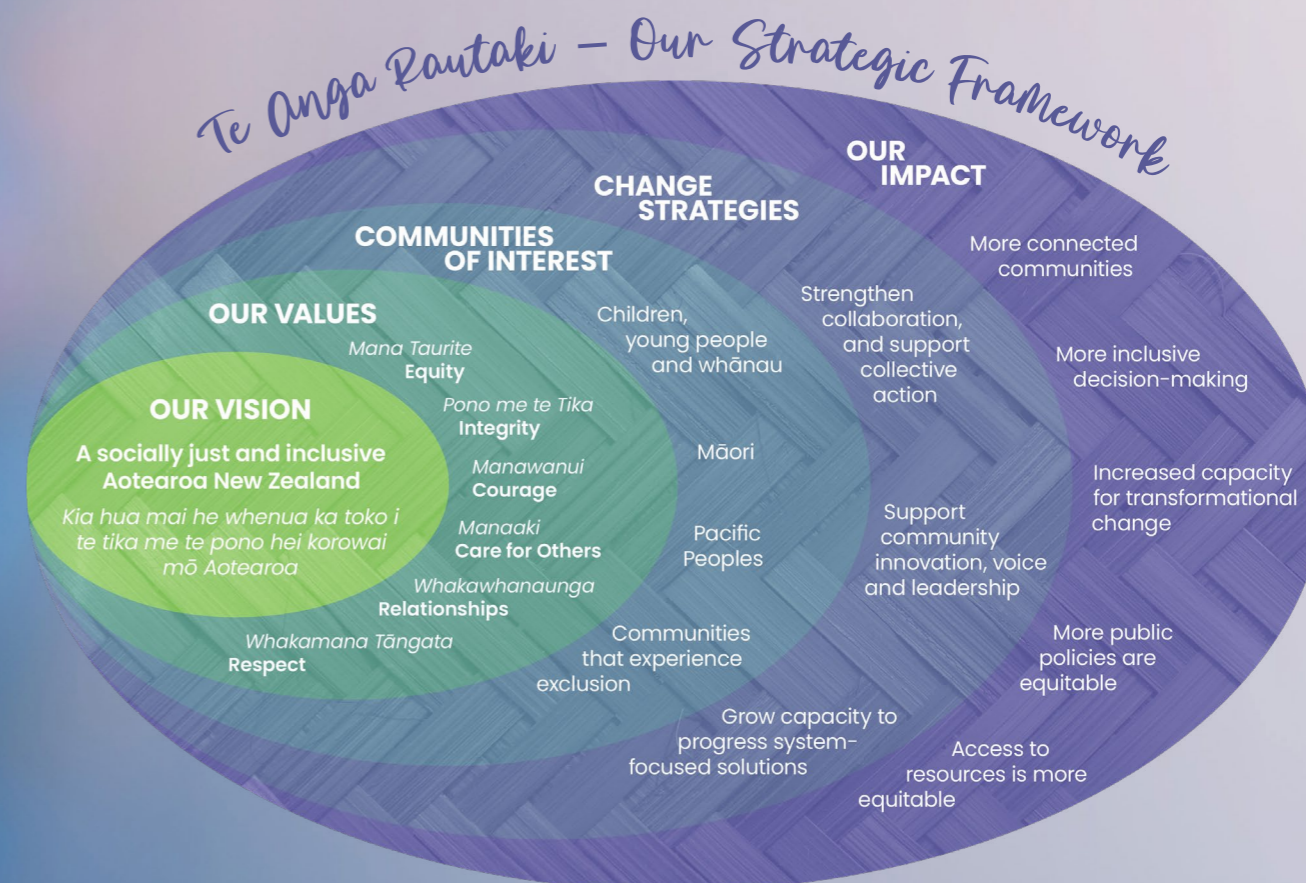 Te Anga Rautaki – Our Strategic Framework
OUR VISION
A socially just and inclusive
Aotearoa New Zealand
Kia hua mai he whenua ka toko i
te tika me te pono hei korowai
mō Aotearoa
OUR VALUES
Mana Taurite
Equity
Pono me te Tika
Integrity
Manawanui
Courage
Manaaki
Care for Others
Whakawhanaunga
Relationships
Whakamana Tāngata
Respect
COMMUNITIES
OF INTEREST
Children,
young people
and whānau
Māori
Pacific
Peoples
Communities
that experience
exclusion
CHANGE
STRATEGIES
Strengthen
collaboration,
and support
collective
action
Support
community
innovation, voice
and leadership
Grow capacity to
progress system-
focused solutions
OUR
IMPACT
More connected
communities
More inclusive
decision-making
Increased capacity
for transformational
change
More public
policies are
equitable
Access to
resources is more
equitable